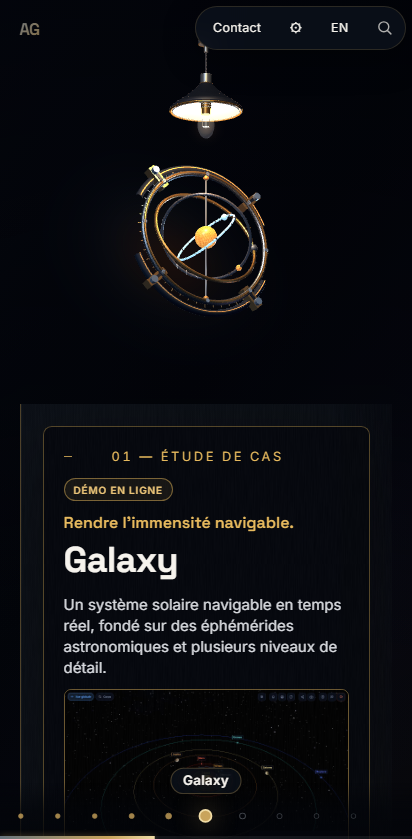 AG
Contact
EN
— 01 — ÉTUDE DE CAS
DÉMO EN LIGNE
Rendre l'immensité navigable.
Galaxy
Un système solaire navigable en temps
réel, fondé sur des éphémérides
astronomiques et plusieurs niveaux de
détail.
Galaxy